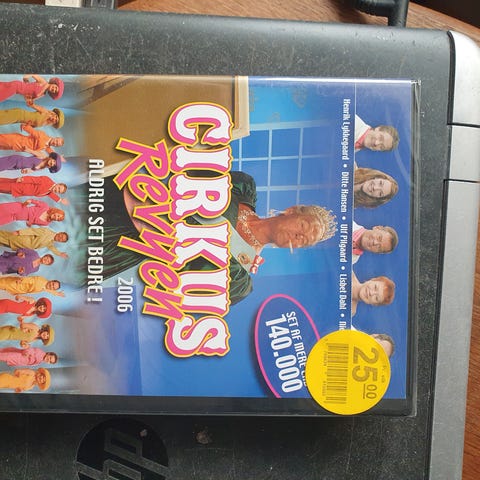 Henrik Lykkegaard • Ditte Hansen • Ulf Pilgaard • Lisbet Dahl •
CIRKUS
Revyen
2006
ALDRIG SET BEDRE!
SET AF MERE END
140.000
25.00
hp